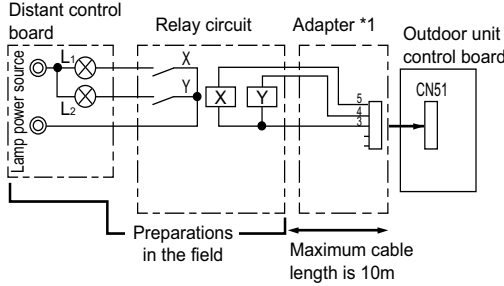 Distant control
board
Relay circuit
Adapter *1
Outdoor unit
control board
Lamp power source
L1
L2
X
Y
X
Y
5
4
3
CN51
Preparations
in the field
Maximum cable
length is 10m